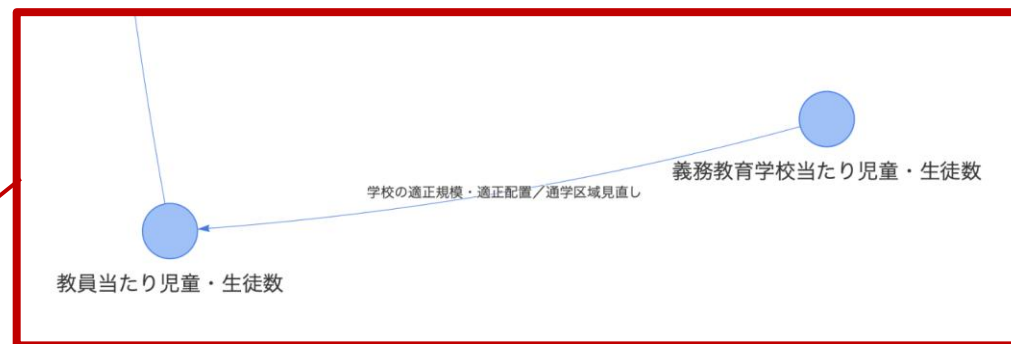 義務教育学校当たり児童・生徒数
学校の適正規模・適正配置／通学区域見直し
教員当たり児童・生徒数